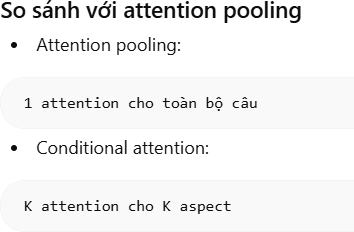 So sánh với attention pooling
• Attention pooling:
1 attention cho toàn bộ câu
• Conditional attention:
K attention cho K aspect